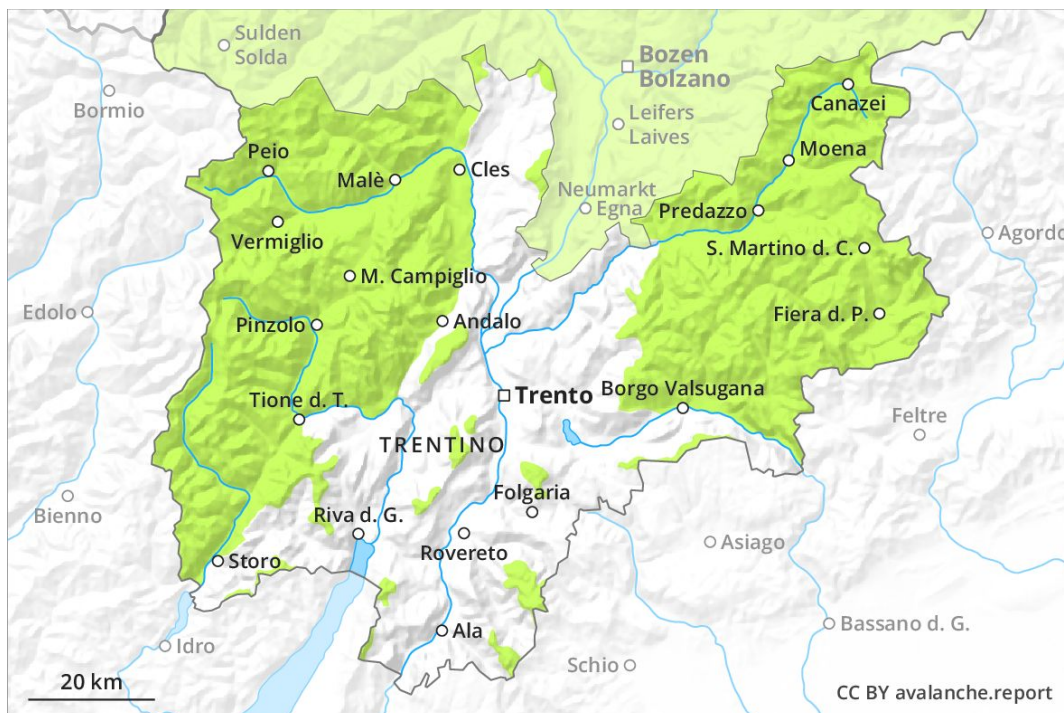 Sulden
Solda
Bozen
Bolzano
Bormio
Canazei
Leifers
Laives
Moena
Peio
Malè
Cles
Neumarkt
Egna
Predazzo
Vermiglio
Agordo
S. Martino d. C.
M. Campiglio
Edolo
Pinzolo
Andalo
Fiera d. P.
Trento
Borgo Valsugana
Tione d. T.
Feltre
TRENTINO
Bienno
Folgaria
Riva d. G.
Asiago
Rovereto
Storo
Ala
Bassano d. G.
Idro
Schio
20 km
CC BY avalanche.report